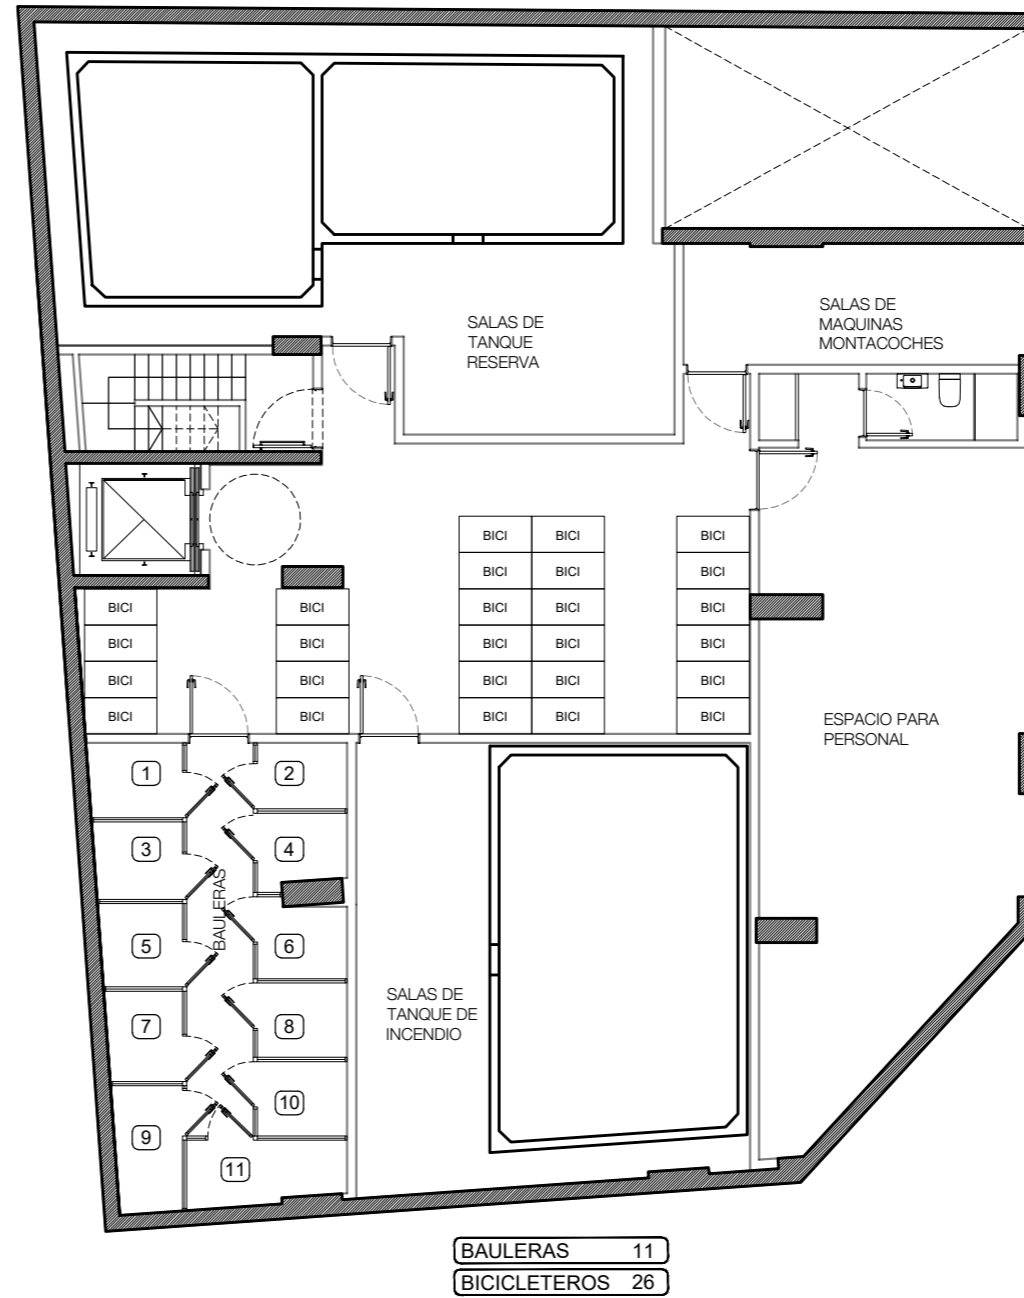 SALAS DE
TANQUE
RESERVA
SALAS DE
MAQUINAS
MONTACOCHES
BICI BICI BICI
BICI BICI BICI
BICI BICI BICI BICI BICI
BICI BICI BICI BICI BICI
BICI BICI BICI BICI BICI
BICI BICI BICI BICI BICI
ESPACIO PARA
PERSONAL
1 2
3 4
BAULERAS
5 6
7 8
9 10
11
SALAS DE
TANQUE DE
INCENDIO
BAULERAS 11
BICICLETEROS 26